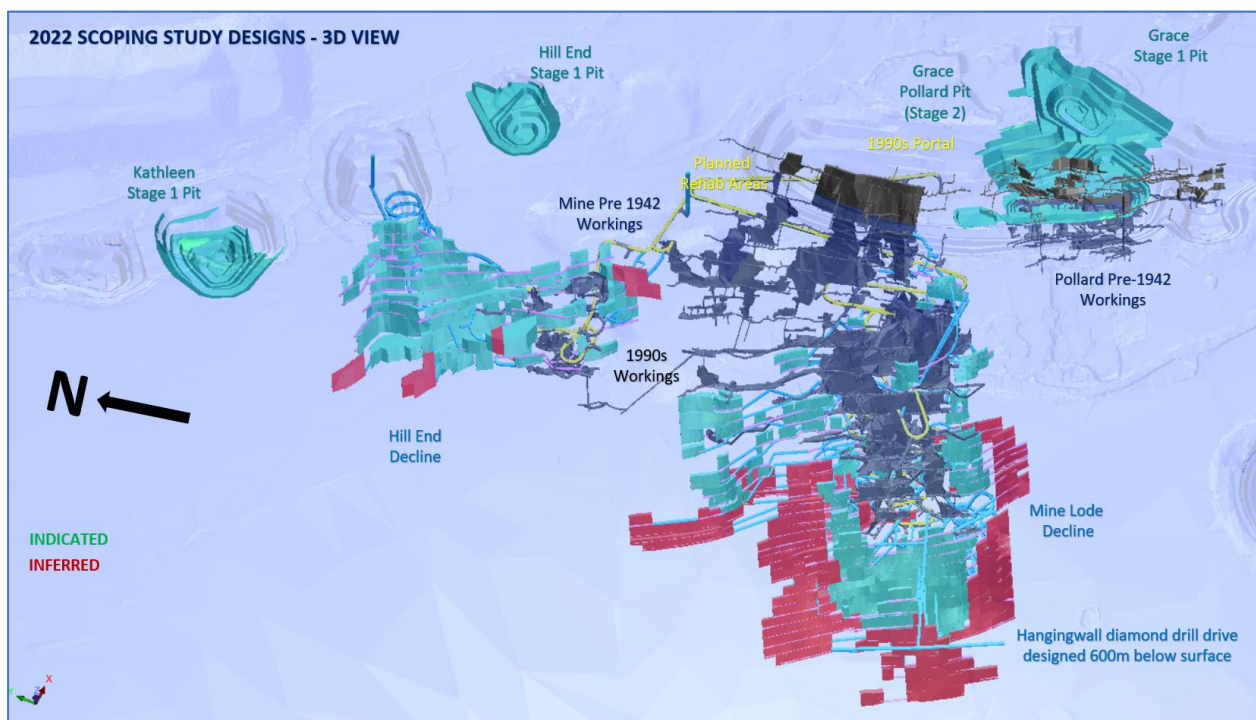 2022 SCOPING STUDY DESIGNS - 3D VIEW
Hill End
Stage 1 Pit
Grace
Stage 1 Pit
Grace
Pollard Pit
(Stage 2)
1990s Portal
Planned
Rehab Areas
Kathleen
Stage 1 Pit
Mine Pre 1942
Workings
Pollard Pre-1942
Workings
1990s
Workings
N
Hill End
Decline
Mine Lode
Decline
INDICATED
INFERRED
Hangingwall diamond drill drive
designed 600m below surface
X
Y
Z